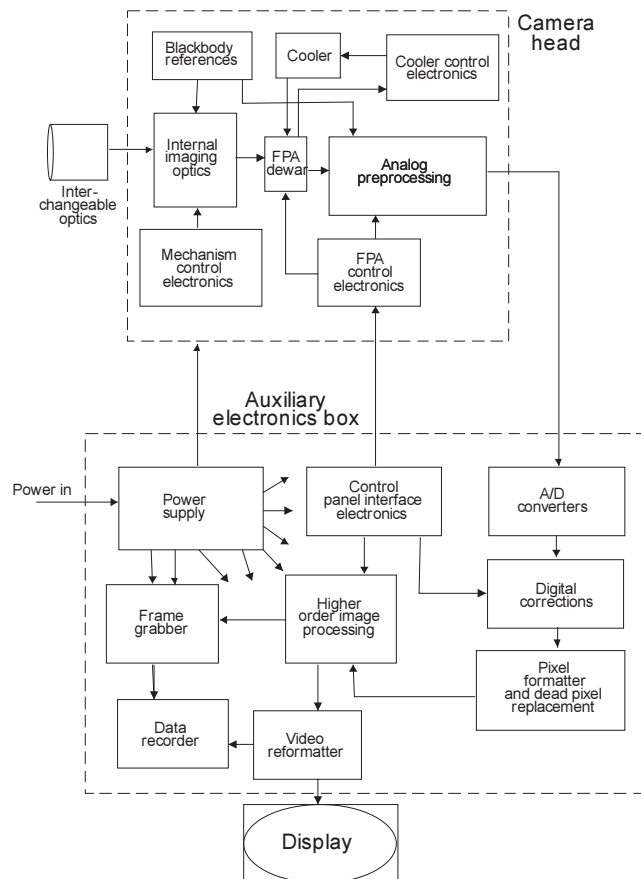 Camera
head
Blackbody
references
Cooler
Cooler control
electronics
Internal
imaging
optics
FPA
dewar
Analog
preprocessing
Inter-
changeable
optics
Mechanism
control
electronics
FPA
control
electronics
Auxiliary
electronics box
Power in
Power
supply
Control
panel interface
electronics
A/D
converters
Frame
grabber
Higher
order image
processing
Digital
corrections
Pixel
formatter
and dead pixel
replacement
Data
recorder
Video
reformatter
Display